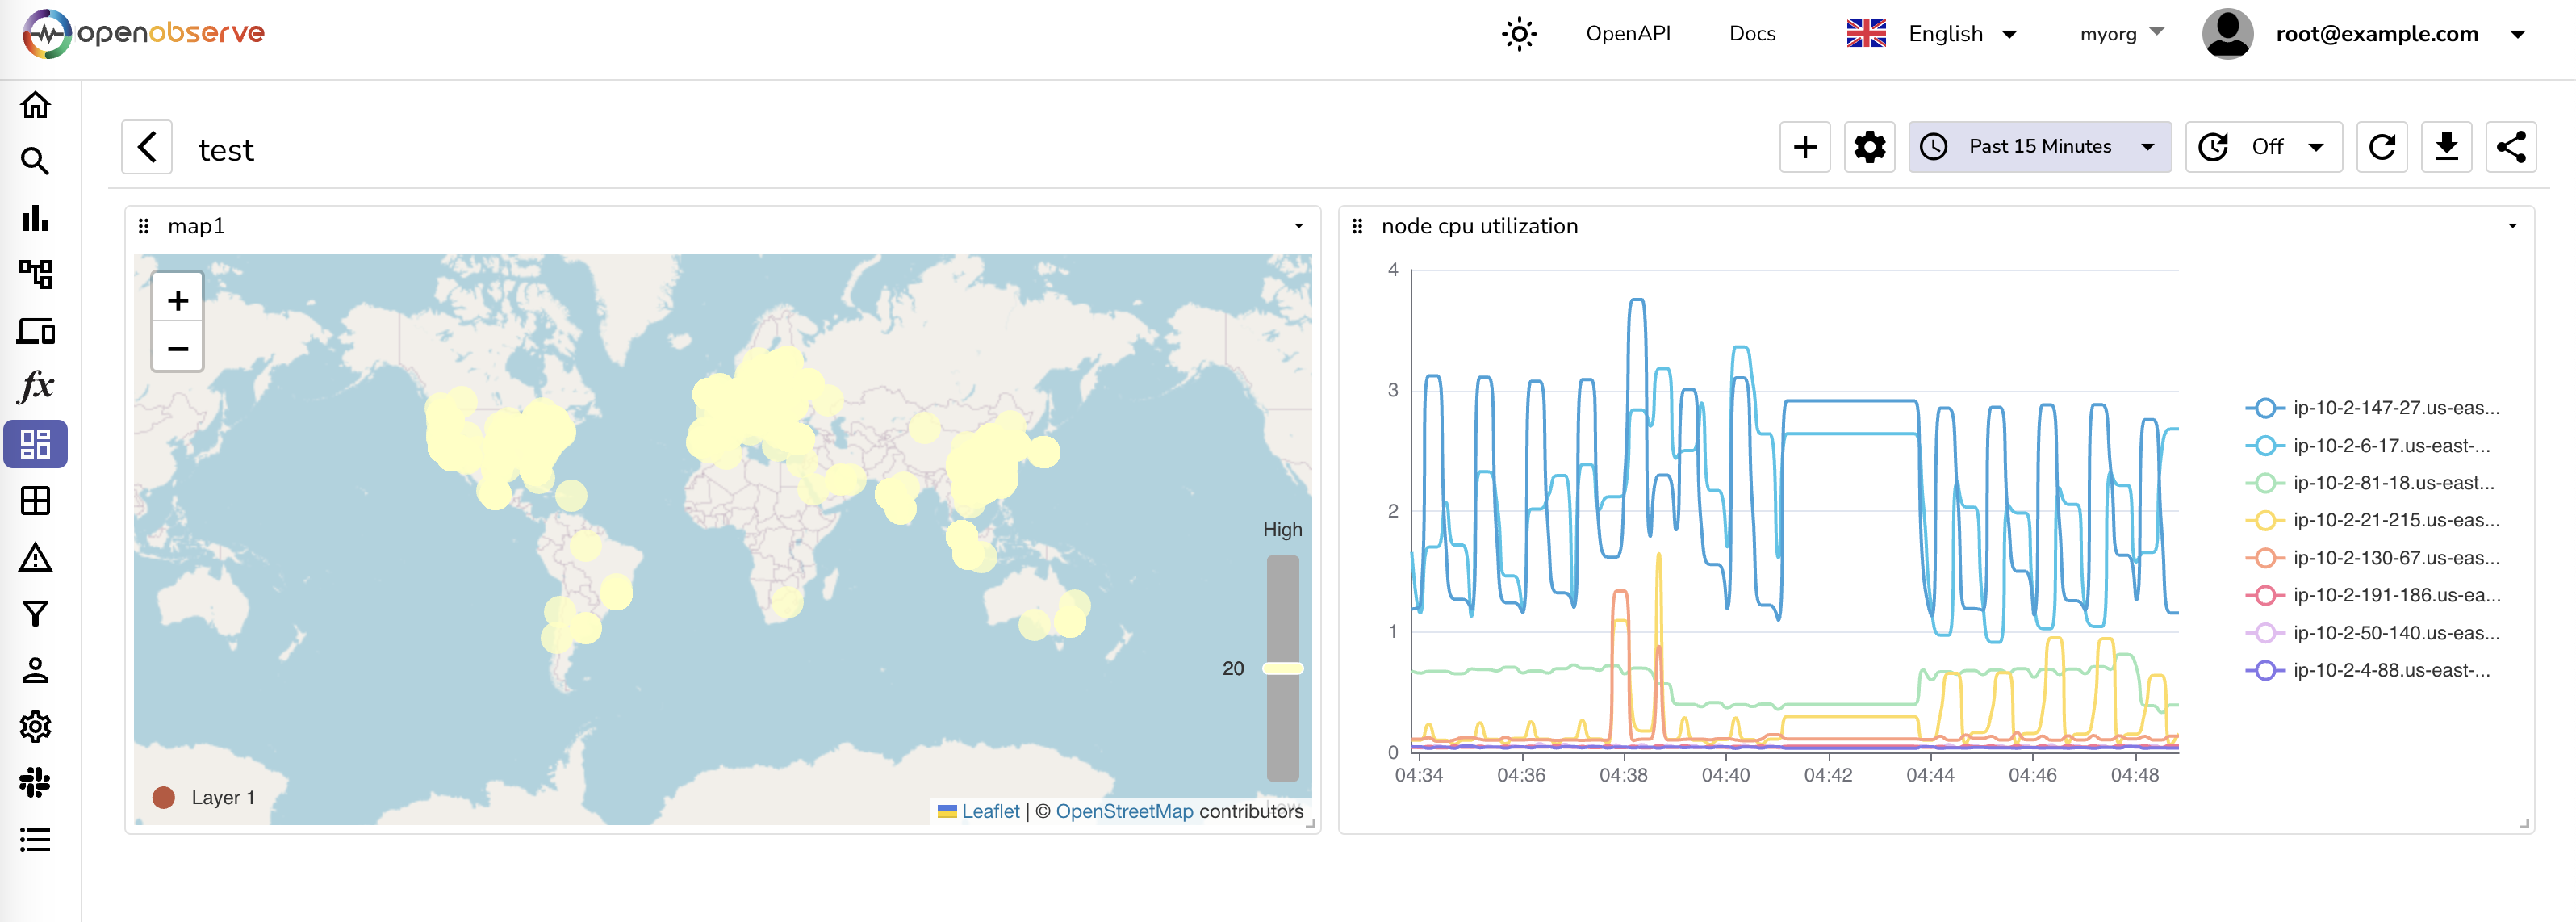 openobserve
OpenAPI
Docs
English
myorg
root@example.com
fx
test
Past 15 Minutes
Off
map1
+
−
High
20
Layer 1
Leaflet | © OpenStreetMap contributors
node cpu utilization
4
3
2
1
0
04:34 04:36 04:38 04:40 04:42 04:44 04:46 04:48
ip-10-2-147-27.us-eas...
ip-10-2-6-17.us-east-...
ip-10-2-81-18.us-east...
ip-10-2-21-215.us-eas...
ip-10-2-130-67.us-eas...
ip-10-2-191-186.us-ea...
ip-10-2-50-140.us-eas...
ip-10-2-4-88.us-east-...